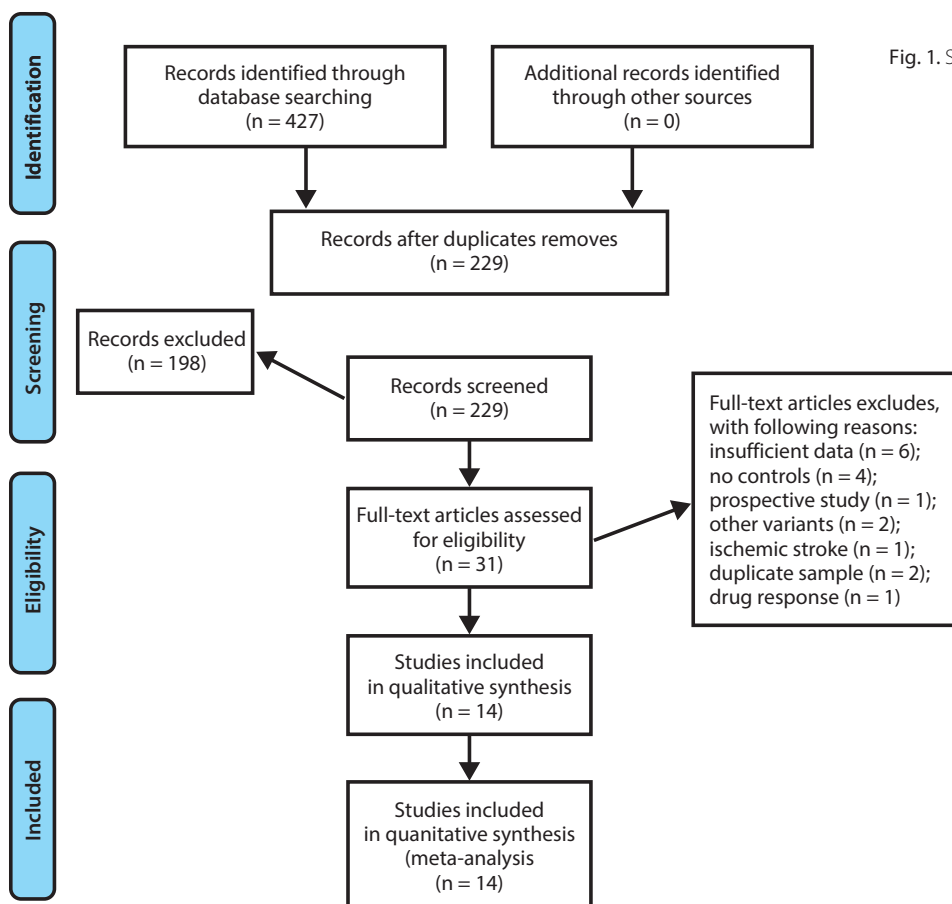 Identification
Records identified through
database searching
(n = 427)
Additional records identified
through other sources
(n = 0)
Fig. 1.
Records after duplicates removes
(n = 229)
Screening
Records excluded
(n = 198)
Records screened
(n = 229)
Full-text articles excludes,
with following reasons:
insufficient data (n = 6);
no controls (n = 4);
prospective study (n = 1);
other variants (n = 2);
ischemic stroke (n = 1);
duplicate sample (n = 2);
drug response (n = 1)
Eligibility
Full-text articles assessed
for eligibility
(n = 31)
Studies included
in qualitative synthesis
(n = 14)
Included
Studies included
in quanitative synthesis
(meta-analysis
(n = 14)